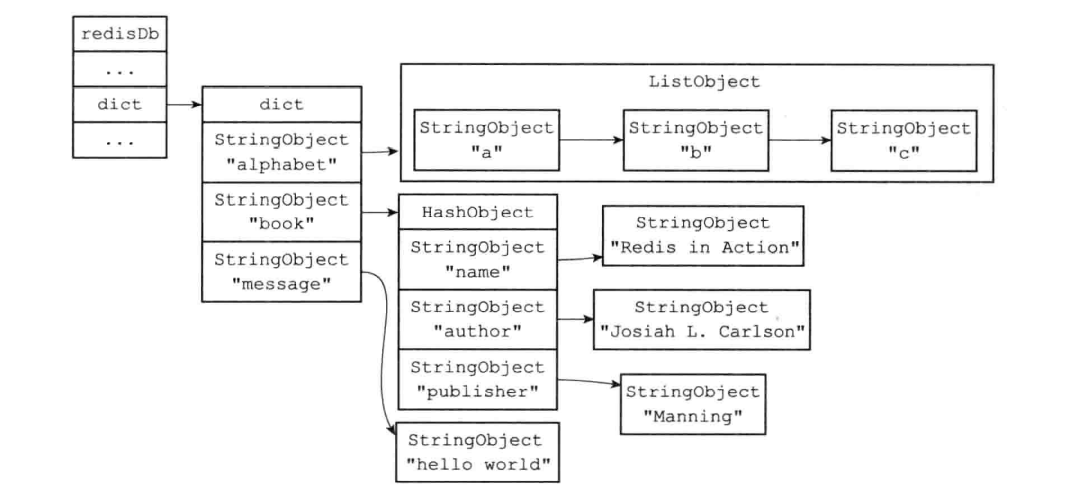 redisDb
...
dict
...
dict
StringObject
"alphabet"
StringObject
"book"
StringObject
"message"
ListObject
StringObject
"a"
StringObject
"b"
StringObject
"c"
HashObject
StringObject
"name"
StringObject
"author"
StringObject
"publisher"
StringObject
"Redis in Action"
StringObject
"Josiah L. Carlson"
StringObject
"Manning"
StringObject
"hello world"